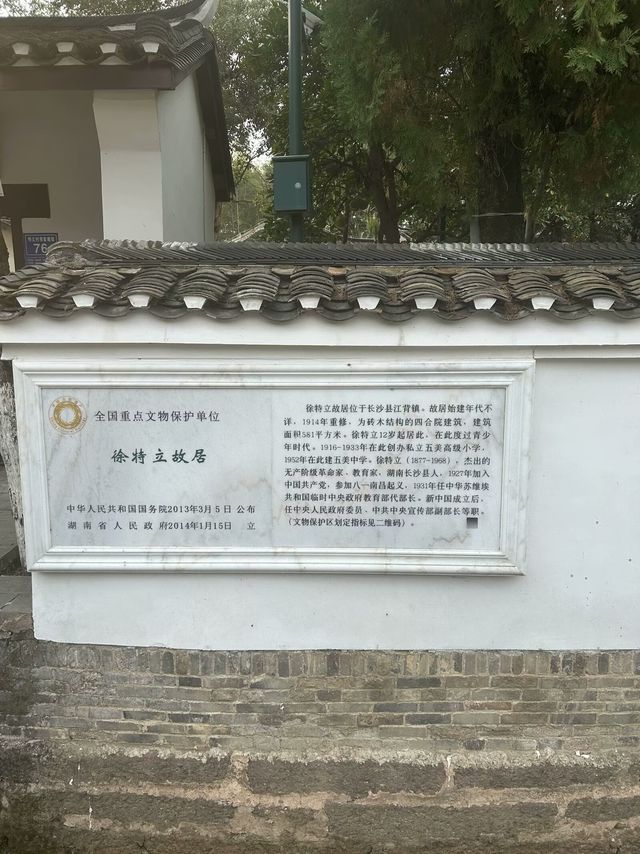 全国重点文物保护单位
徐特立故居
中华人民共和国国务院2013年3月5日公布
湖南省人民政府2014年1月15日 立
徐特立故居位于长沙县江背镇。故居始建年代不
详，1914年重修，为砖木结构的四合院建筑，建筑
面积581平方米。徐特立12岁起居此，在此度过青少
年时代。1916-1933年在此创办私立五美高级小学，
1952年在此建五美中学。徐特立（1877-1968），杰出的
无产阶级革命家、教育家，湖南长沙县人，1927年加入
中国共产党，参加八一南昌起义，1931年任中华苏维埃
共和国临时中央政府教育部代部长。新中国成立后，
任中央人民政府委员、中共中央宣传部副部长等职。
（文物保护区划定指标见二维码）。
76